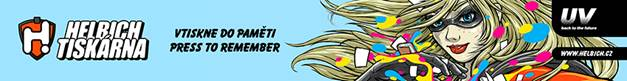 HELBICH
TISKÁRNA
VTISKNE DO PAMĚTI
PRESS TO REMEMBER
UV
back to the future
WWW.HELBICH.CZ